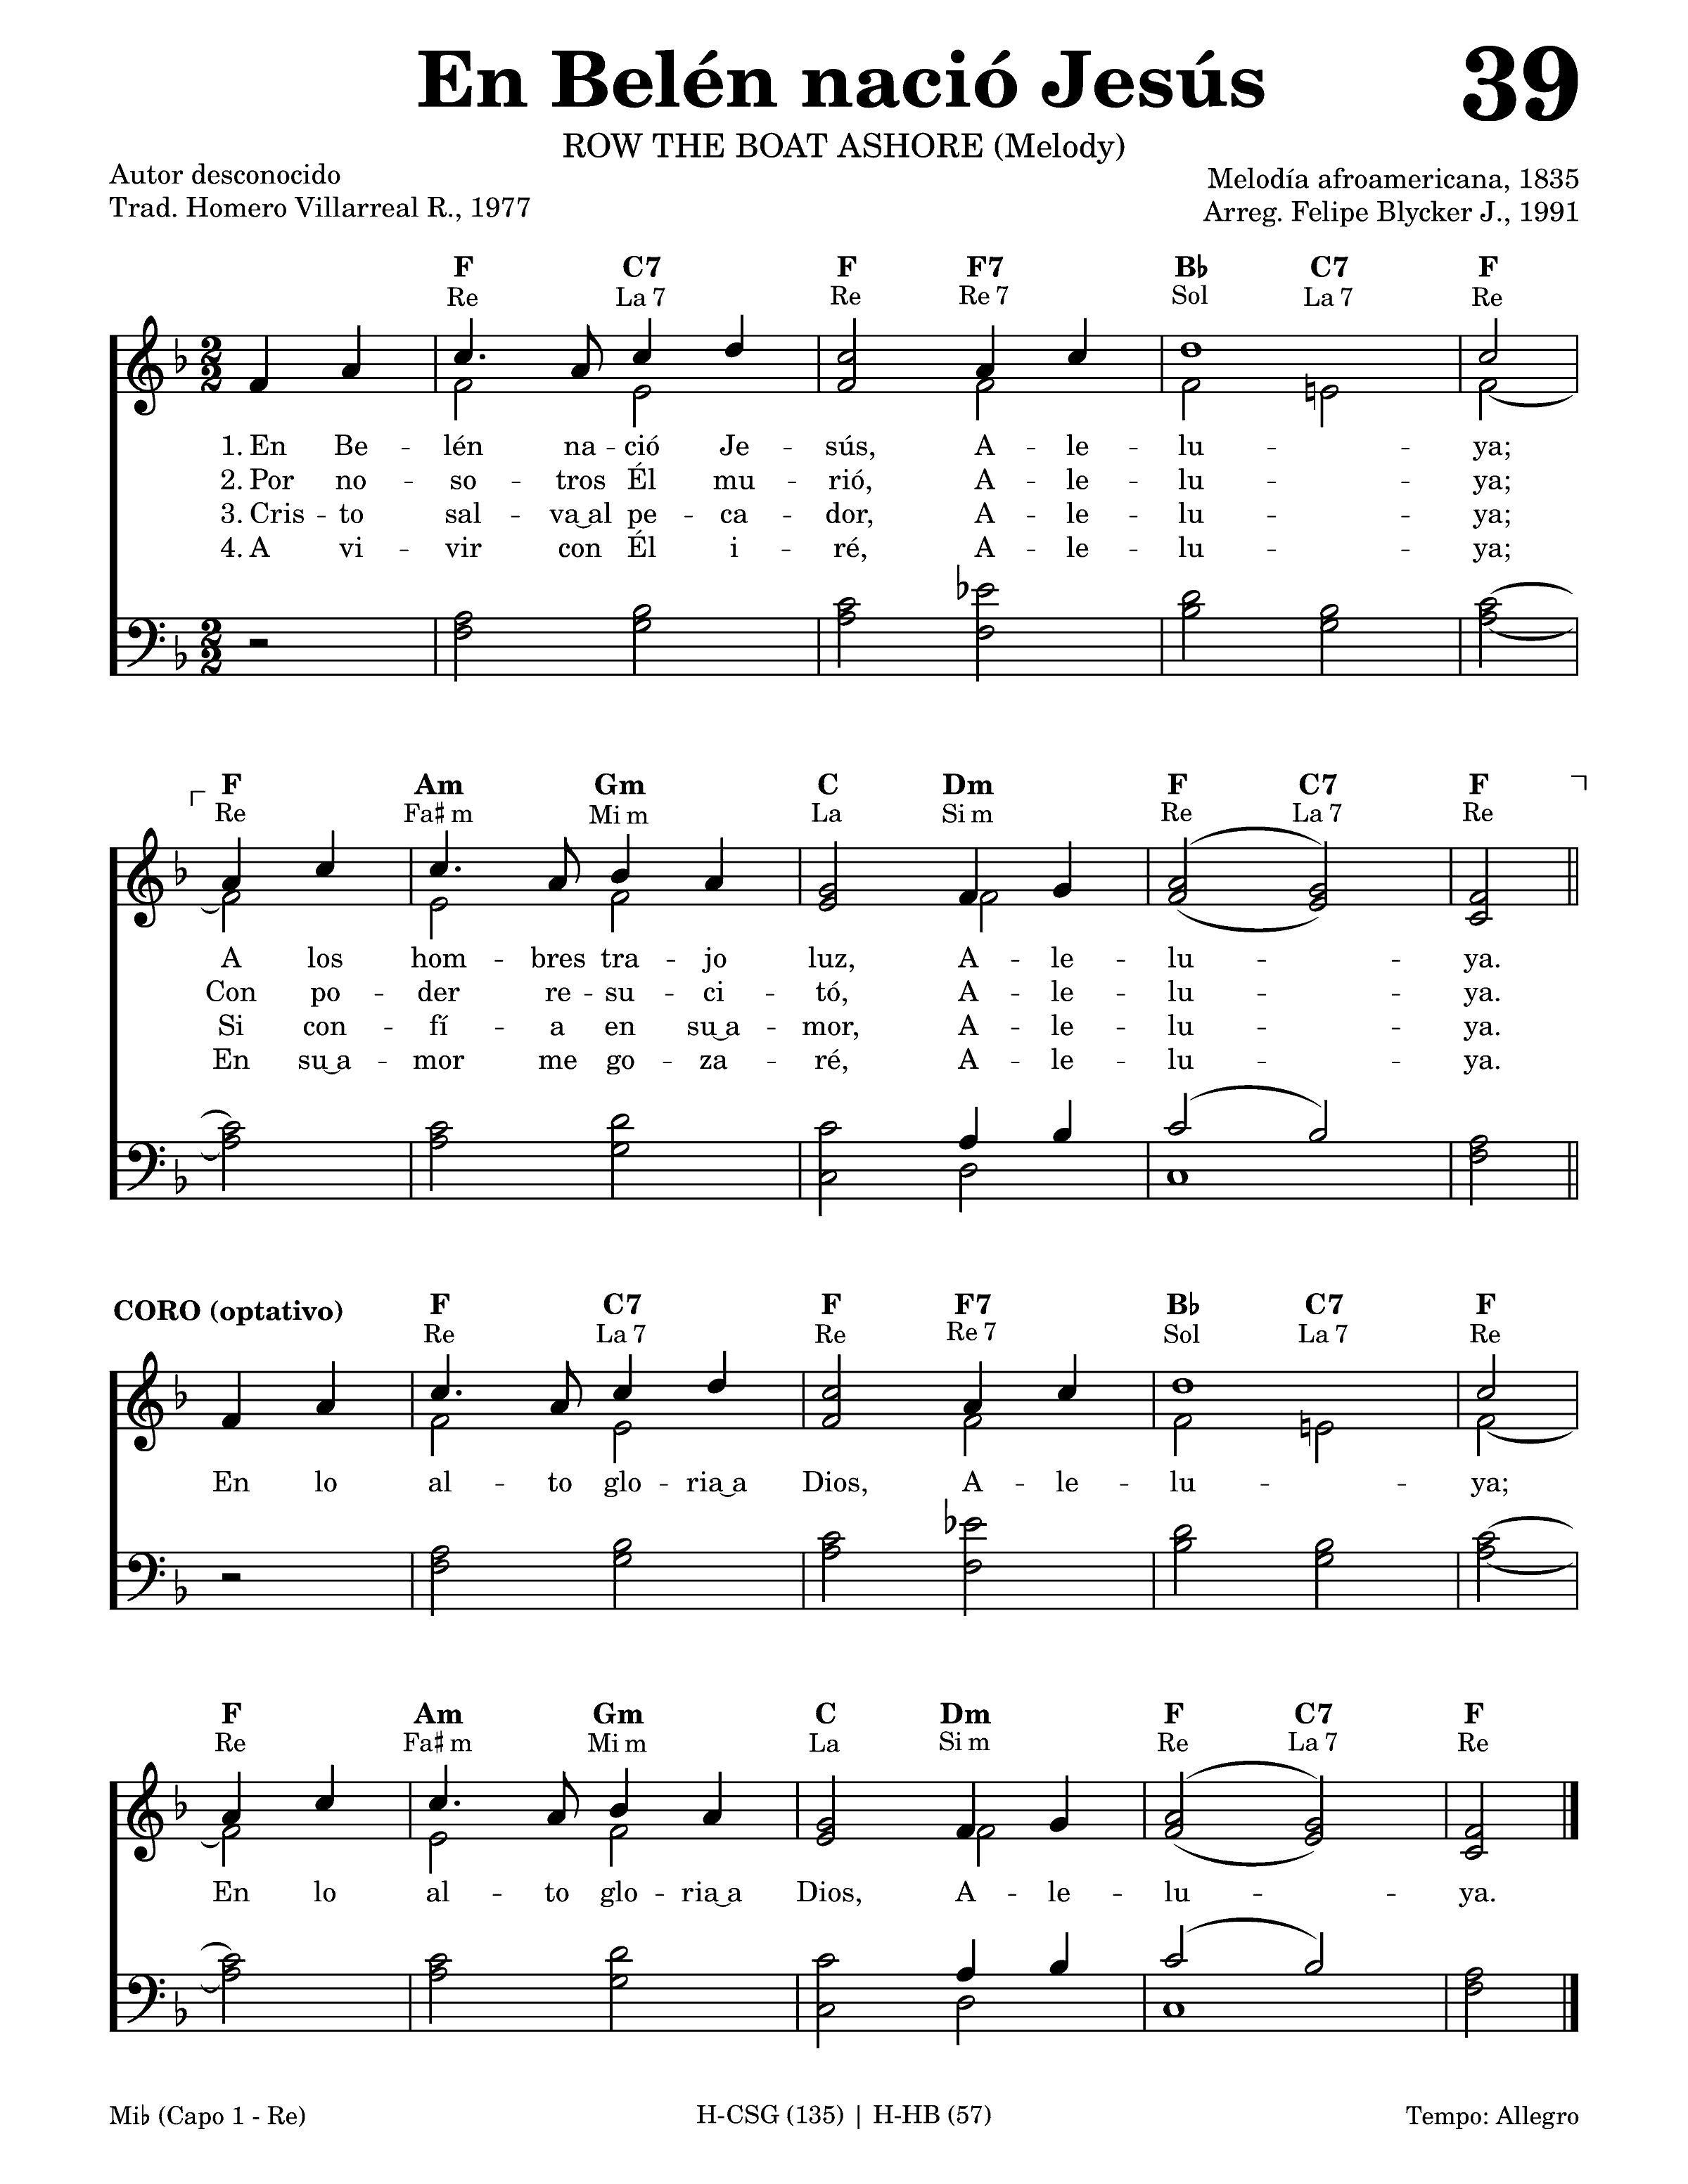 En Belén nació Jesús
39
ROW THE BOAT ASHORE (Melody)
Autor desconocido
Trad. Homero Villarreal R., 1977
Melodía afroamericana, 1835
Arreg. Felipe Blycker J., 1991
F C7 F F7 B♭ C7 F
Re La 7 Re Re 7 Sol La 7 Re
1. En Be - lén na - ció Je - sús, A - le - lu - ya;
2. Por no - so - tros Él mu - rió, A - le - lu - ya;
3. Cris - to sal - va‿al pe - ca - dor, A - le - lu - ya;
4. A vi - vir con Él i - ré, A - le - lu - ya;
F Am Gm C Dm F C7 F
Re Fa♯ m Mi m La Si m Re La 7 Re
A los hom - bres tra - jo luz, A - le - lu - ya.
Con po - der re - su - ci - tó, A - le - lu - ya.
Si con - fí - a en su‿a - mor, A - le - lu - ya.
En su‿a - mor me go - za - ré, A - le - lu - ya.
CORO (optativo) F C7 F F7 B♭ C7 F
Re La 7 Re Re 7 Sol La 7 Re
En lo al - to glo - ria‿a Dios, A - le - lu - ya;
F Am Gm C Dm F C7 F
Re Fa♯ m Mi m La Si m Re La 7 Re
En lo al - to glo - ria‿a Dios, A - le - lu - ya.
Mi♭ (Capo 1 - Re)
H-CSG (135) | H-HB (57)
Tempo: Allegro